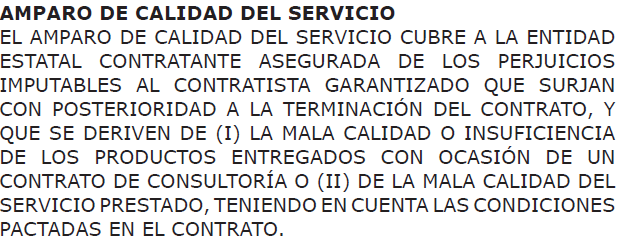 AMPARO DE CALIDAD DEL SERVICIO
EL AMPARO DE CALIDAD DEL SERVICIO CUBRE A LA ENTIDAD
ESTATAL CONTRATANTE ASEGURADA DE LOS PERJUICIOS
IMPUTABLES AL CONTRATISTA GARANTIZADO QUE SURJAN
CON POSTERIORIDAD A LA TERMINACIÓN DEL CONTRATO, Y
QUE SE DERIVEN DE (I) LA MALA CALIDAD O INSUFICIENCIA
DE LOS PRODUCTOS ENTREGADOS CON OCASIÓN DE UN
CONTRATO DE CONSULTORÍA O (II) DE LA MALA CALIDAD DEL
SERVICIO PRESTADO, TENIENDO EN CUENTA LAS CONDICIONES
PACTADAS EN EL CONTRATO.